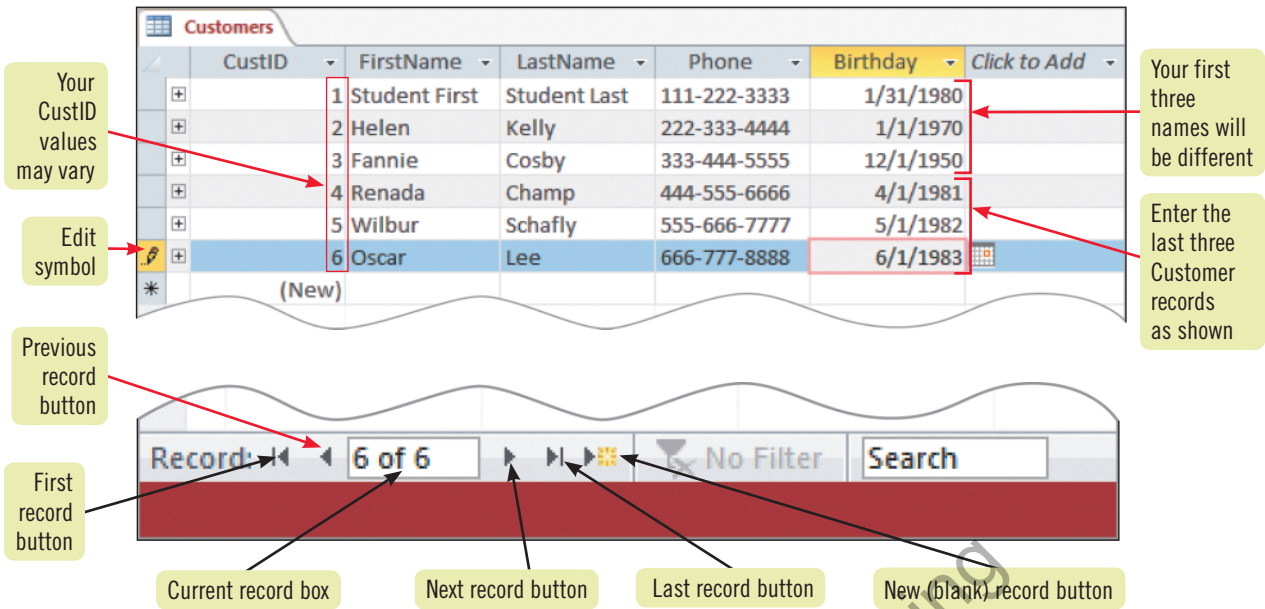 Customers
CustID FirstName LastName Phone Birthday Click to Add
1 Student First Student Last 111-222-3333 1/31/1980
2 Helen Kelly 222-333-4444 1/1/1970
3 Fannie Cosby 333-444-5555 12/1/1950
4 Renada Champ 444-555-6666 4/1/1981
5 Wilbur Schafly 555-666-7777 5/1/1982
6 Oscar Lee 666-777-8888 6/1/1983
(New)
Your
CustID
values
may vary
Edit
symbol
Your first
three
names will
be different
Enter the
last three
Customer
records
as shown
Previous
record
button
Record: 6 of 6 No Filter Search
First
record
button
Current record box
Next record button
Last record button
New (blank) record button